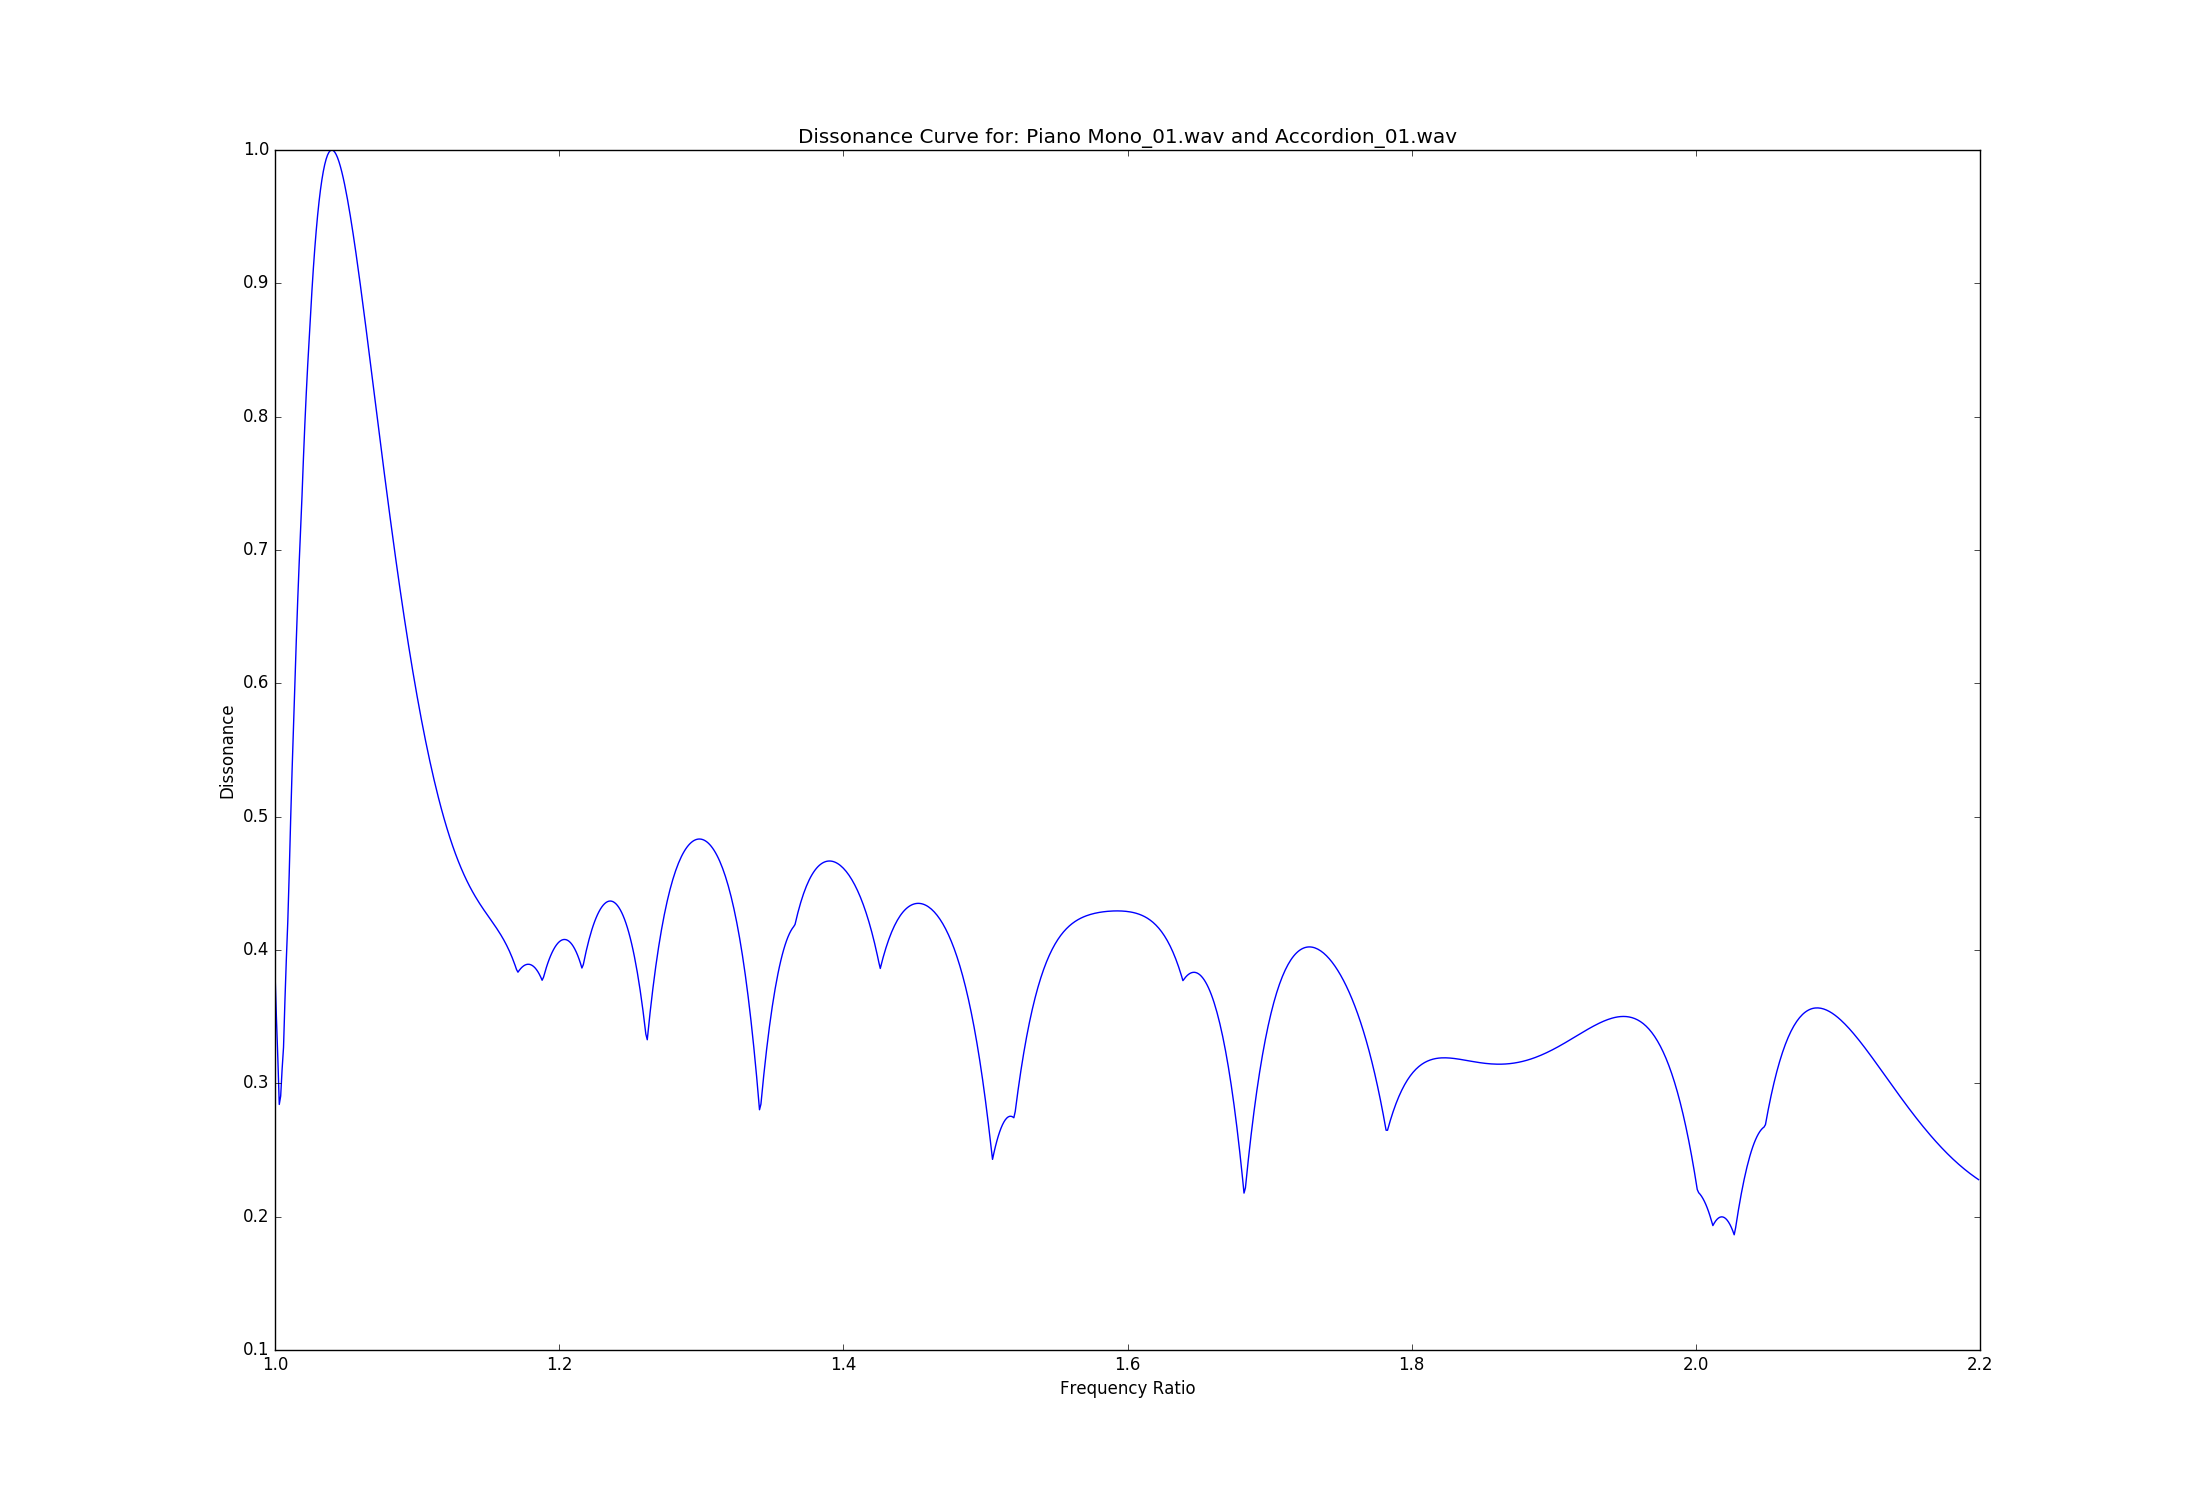 Dissonance Curve for: Piano Mono_01.wav and Accordion_01.wav
1.0
0.9
0.8
0.7
0.6
0.5
0.4
0.3
0.2
0.1
Dissonance
1.0 1.2 1.4 1.6 1.8 2.0 2.2
Frequency Ratio